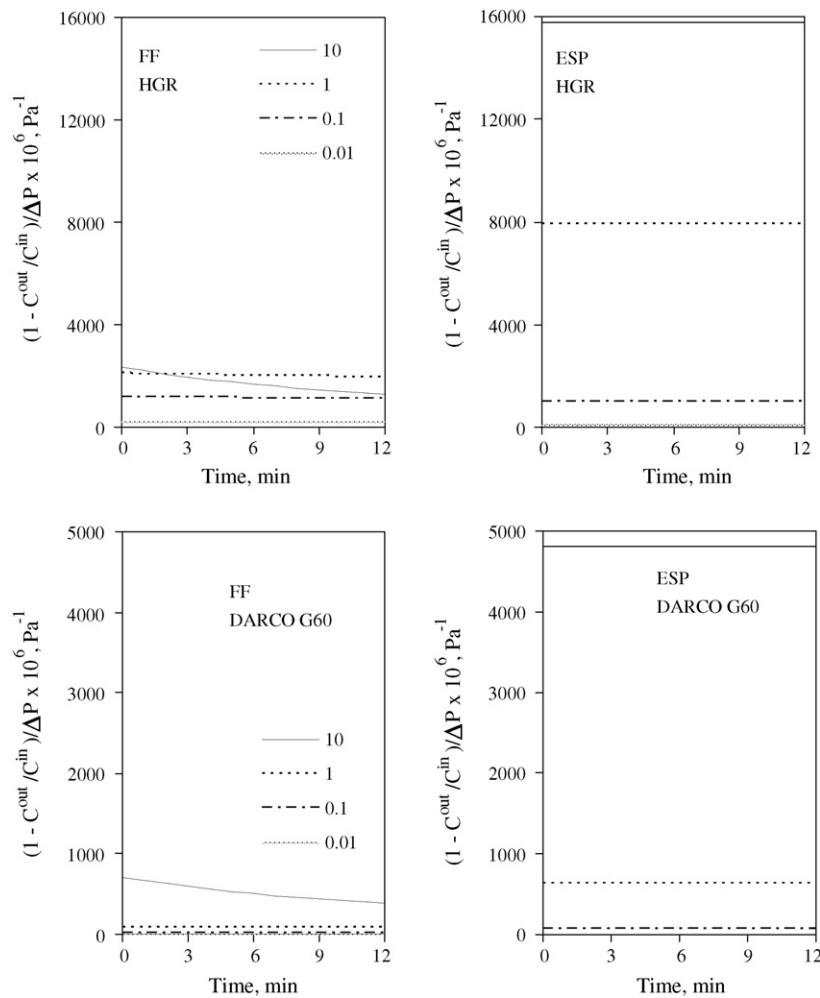 (1 - C^out /C^in )/ΔP x 10^6, Pa^-1
16000
12000
8000
4000
0
FF
HGR
10
1
0.1
0.01
0 3 6 9 12
Time, min
(1 - C^out /C^in )/ΔP x 10^6, Pa^-1
16000
12000
8000
4000
0
ESP
HGR
0 3 6 9 12
Time, min
(1 - C^out /C^in )/ΔP x 10^6, Pa^-1
5000
4000
3000
2000
1000
0
FF
DARCO G60
10
1
0.1
0.01
0 3 6 9 12
Time, min
(1 - C^out /C^in )/ΔP x 10^6, Pa^-1
5000
4000
3000
2000
1000
0
ESP
DARCO G60
0 3 6 9 12
Time, min